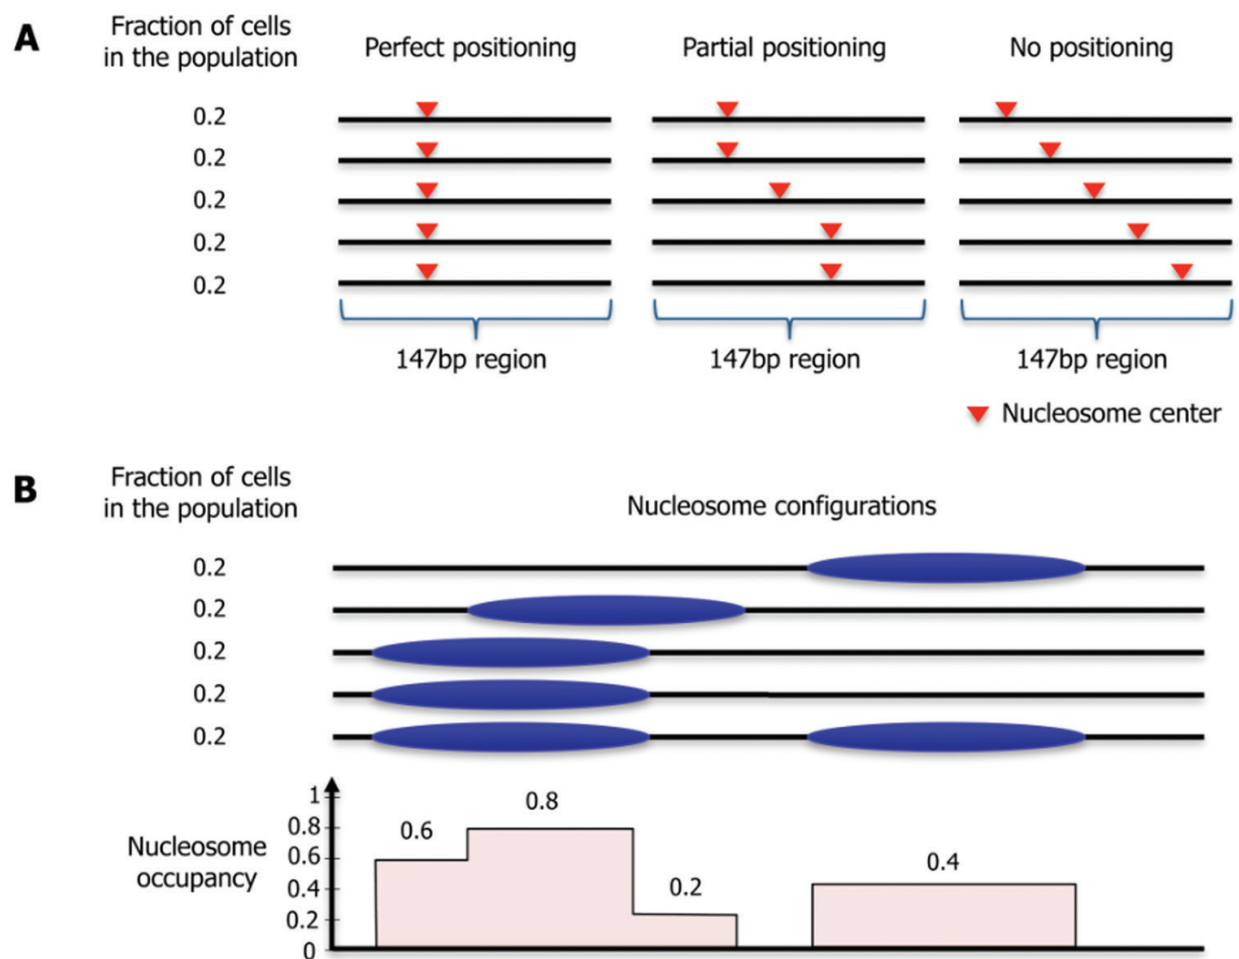 A
Fraction of cells
in the population
Perfect positioning
Partial positioning
No positioning
0.2
0.2
0.2
0.2
0.2
147bp region
147bp region
147bp region
Nucleosome center
B
Fraction of cells
in the population
Nucleosome configurations
0.2
0.2
0.2
0.2
0.2
Nucleosome
occupancy
1
0.8
0.6
0.4
0.2
0
0.6
0.8
0.2
0.4